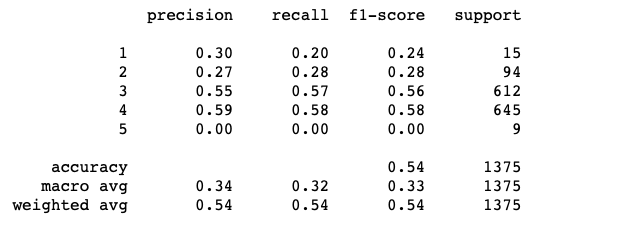 precision recall f1-score support
1 0.30 0.20 0.24 15
2 0.27 0.28 0.28 94
3 0.55 0.57 0.56 612
4 0.59 0.58 0.58 645
5 0.00 0.00 0.00 9
accuracy 0.54 1375
macro avg 0.34 0.32 0.33 1375
weighted avg 0.54 0.54 0.54 1375